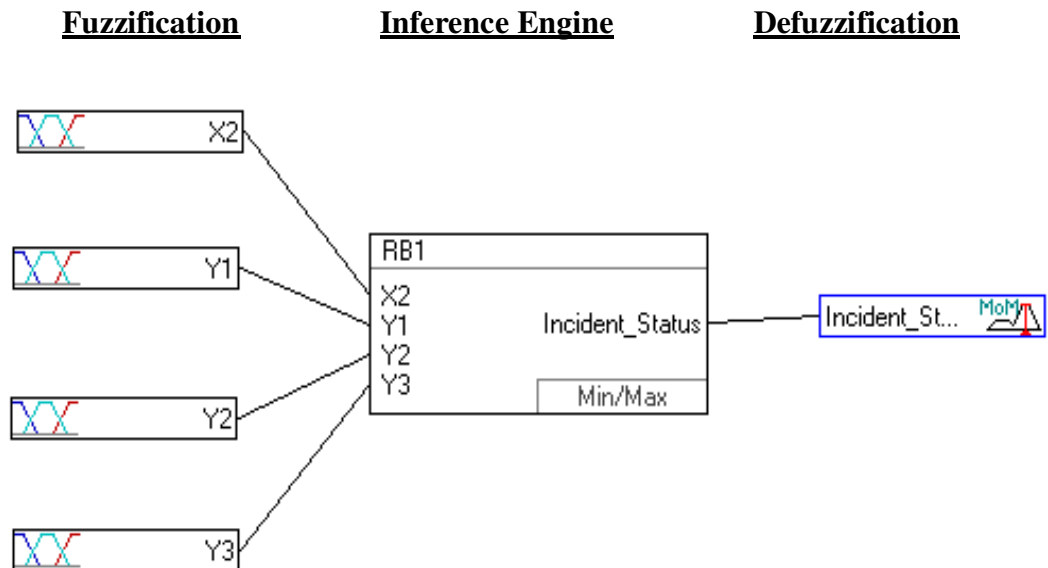 Fuzzification Inference Engine Defuzzification
X2
Y1
RB1
X2
Y1
Y2
Y3
Incident_Status
Min/Max
Incident_St... MoM
Y2
Y3